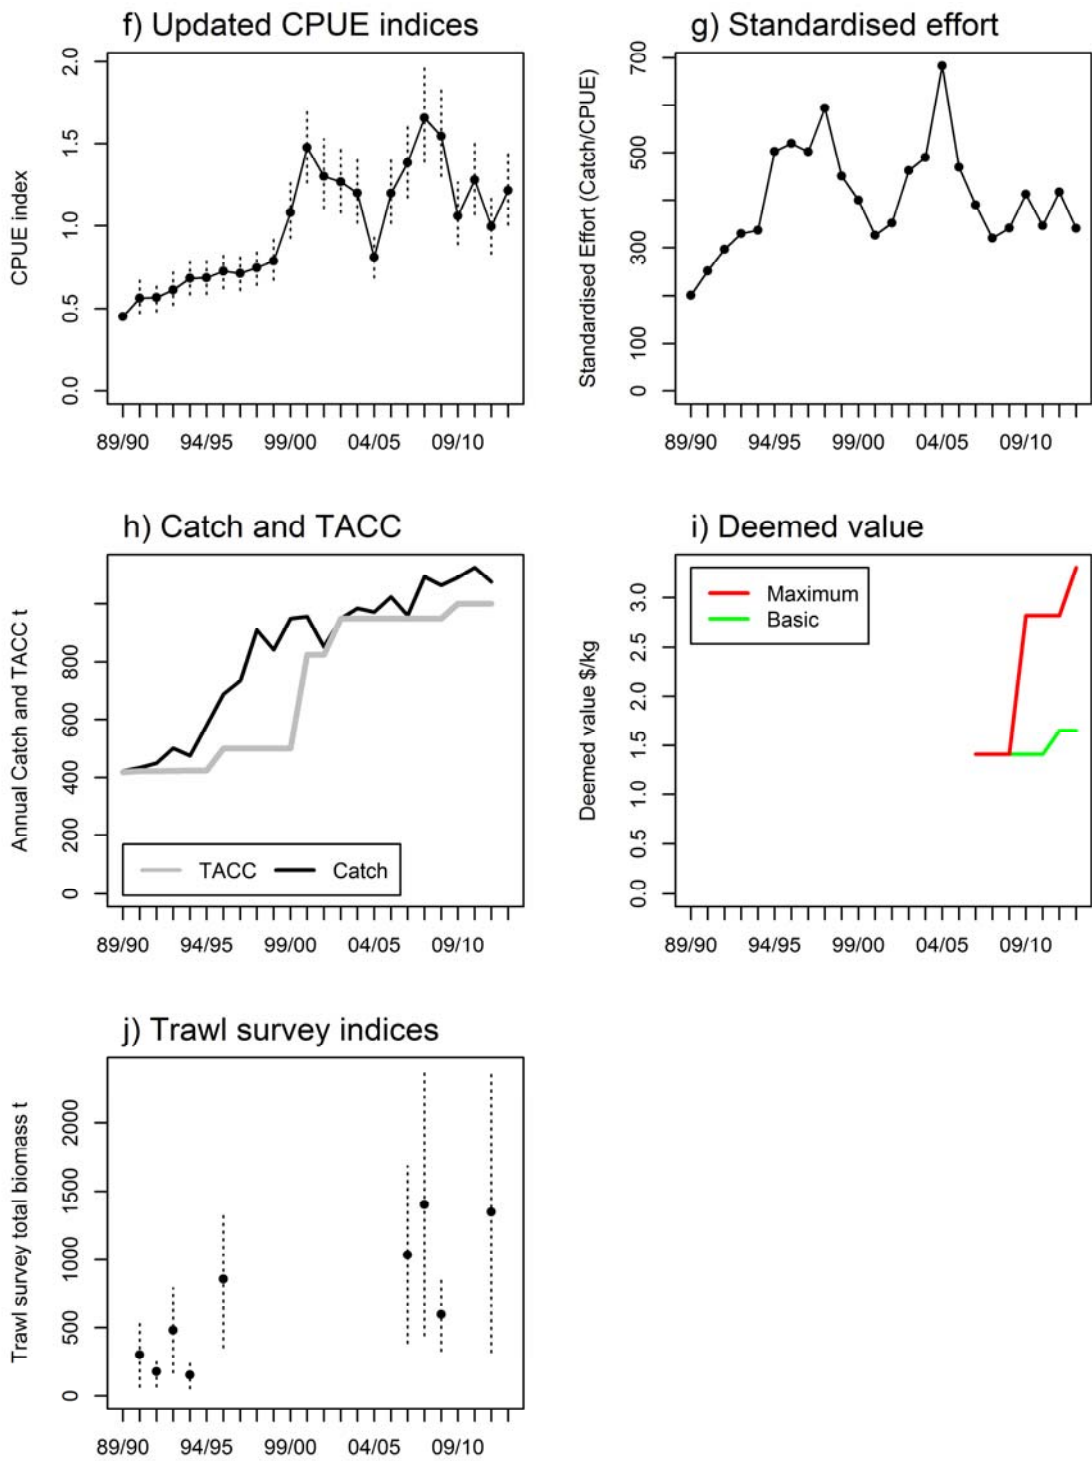 f) Updated CPUE indices
CPUE index
2.0
1.5
1.0
0.5
0.0
89/90 94/95 99/00 04/05 09/10
g) Standardised effort
Standardised Effort (Catch/CPUE)
700
500
300
100
0
89/90 94/95 99/00 04/05 09/10
h) Catch and TACC
Annual Catch and TACC t
800
600
400
200
0
TACC Catch
89/90 94/95 99/00 04/05 09/10
i) Deemed value
Deemed value $/kg
Maximum
Basic
3.0
2.5
2.0
1.5
1.0
0.5
0.0
89/90 94/95 99/00 04/05 09/10
j) Trawl survey indices
Trawl survey total biomass t
2000
1500
1000
500
0
89/90 94/95 99/00 04/05 09/10